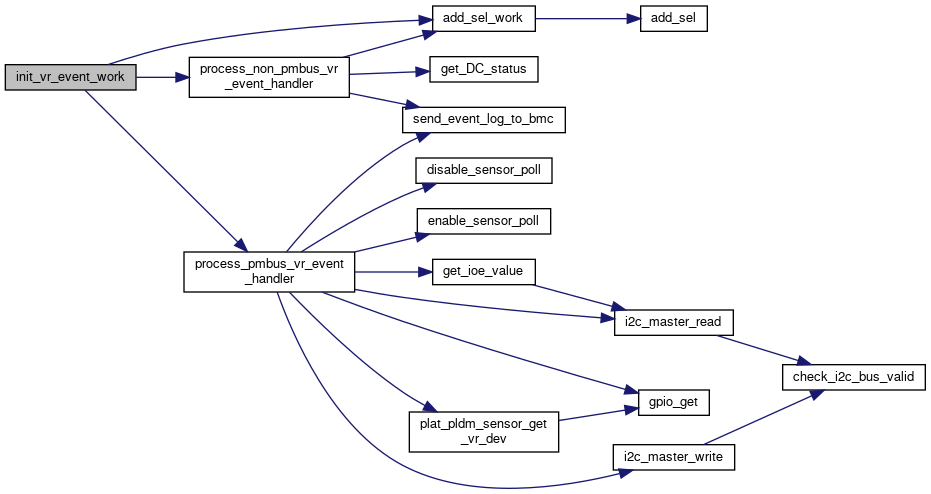 init_vr_event_work
add_sel_work
add_sel
process_non_pmbus_vr
_event_handler
get_DC_status
send_event_log_to_bmc
disable_sensor_poll
enable_sensor_poll
process_pmbus_vr_event
_handler
get_ioe_value
i2c_master_read
check_i2c_bus_valid
gpio_get
plat_pldm_sensor_get
_vr_dev
i2c_master_write